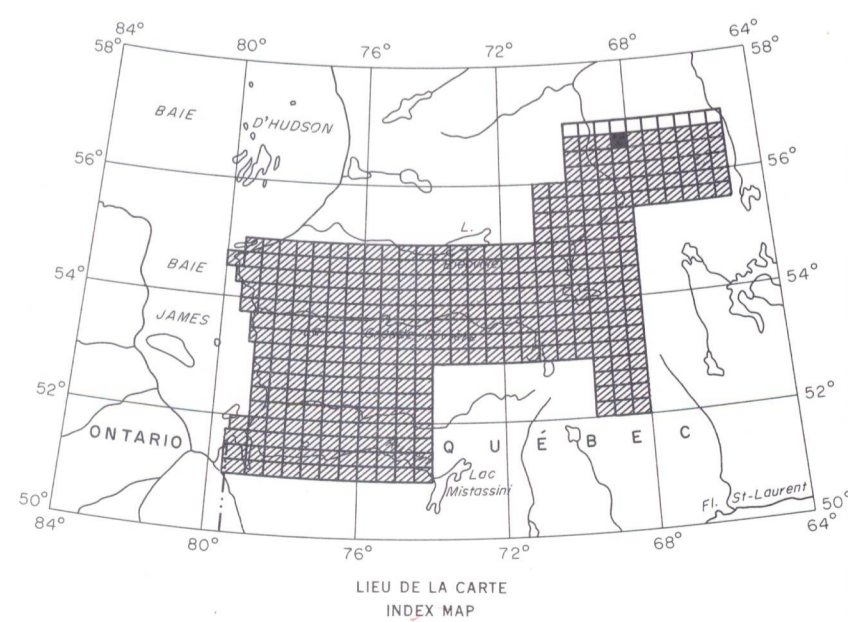 84° 80° 76° 72° 68° 64°
58° 58°
BAIE D'HUDSON
56° 56°
L.
BAIE
54° 54°
JAMES
52° 52°
ONTARIO QUÉBEC
Lac
Mistassini
Fl. St-Laurent
50° 50°
84° 80° 76° 72° 68° 64°
LIEU DE LA CARTE
INDEX MAP